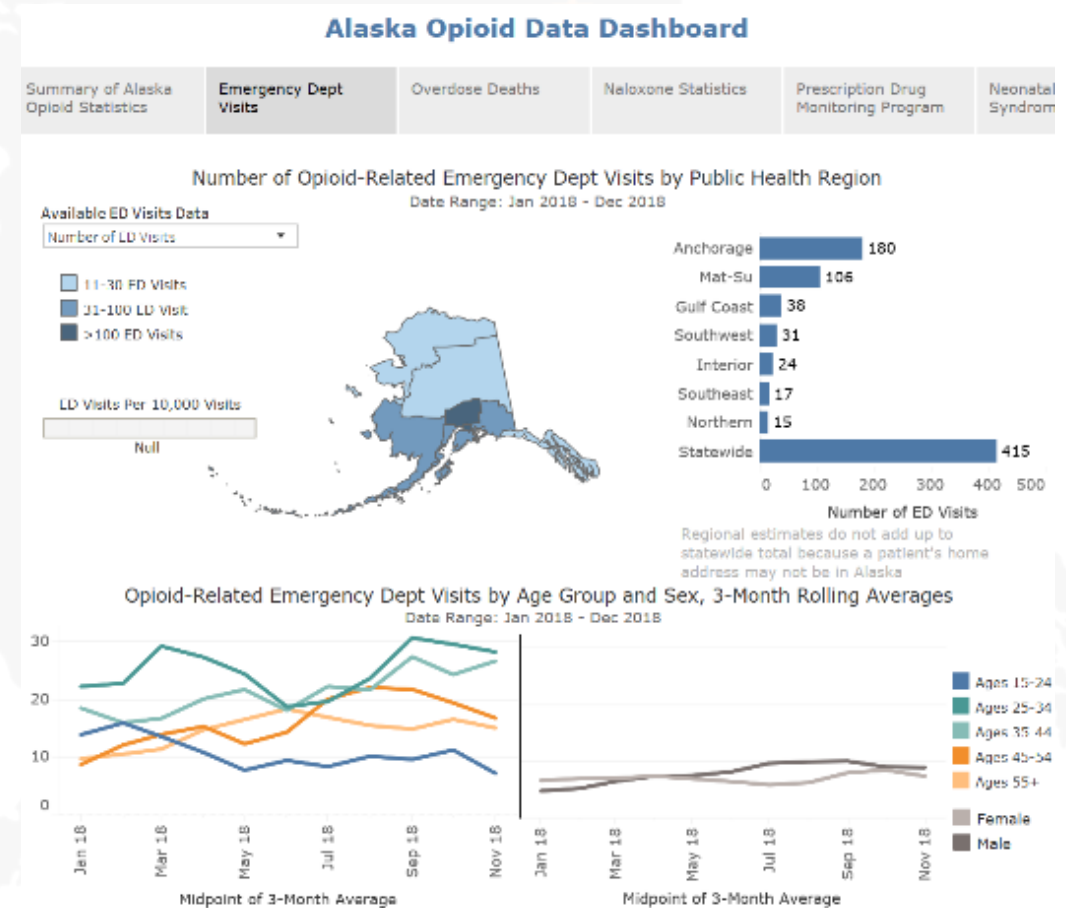 Alaska Opioid Data Dashboard
Summary of Alaska
Opioid Statistics
Emergency Dept
Visits
Overdose Deaths
Naloxone Statistics
Prescription Drug
Monitoring Program
Neonatal
Syndrom
Number of Opioid-Related Emergency Dept Visits by Public Health Region
Date Range: Jan 2018 - Dec 2018
Available ED Visits Data
Number of ED Visits
11-30 ED Visits
31-100 ED Visit
>100 ED Visits
ED Visits Per 10,000 Visits
Null
Anchorage 180
Mat-Su 106
Gulf Coast 38
Southwest 31
Interior 24
Southeast 17
Northern 15
Statewide 415
0 100 200 300 400 500
Number of ED Visits
Regional estimates do not add up to
statewide total because a patient's home
address may not be in Alaska
Opioid-Related Emergency Dept Visits by Age Group and Sex, 3-Month Rolling Averages
Date Range: Jan 2018 - Dec 2018
30
20
10
0
Jan 18
Mar 18
May 18
Jul 18
Sep 18
Nov 18
Midpoint of 3-Month Average
Jan 18
Mar 18
May 18
Jul 18
Sep 18
Nov 18
Midpoint of 3-Month Average
Ages 15-24
Ages 25-34
Ages 35-44
Ages 45-54
Ages 55+
Female
Male